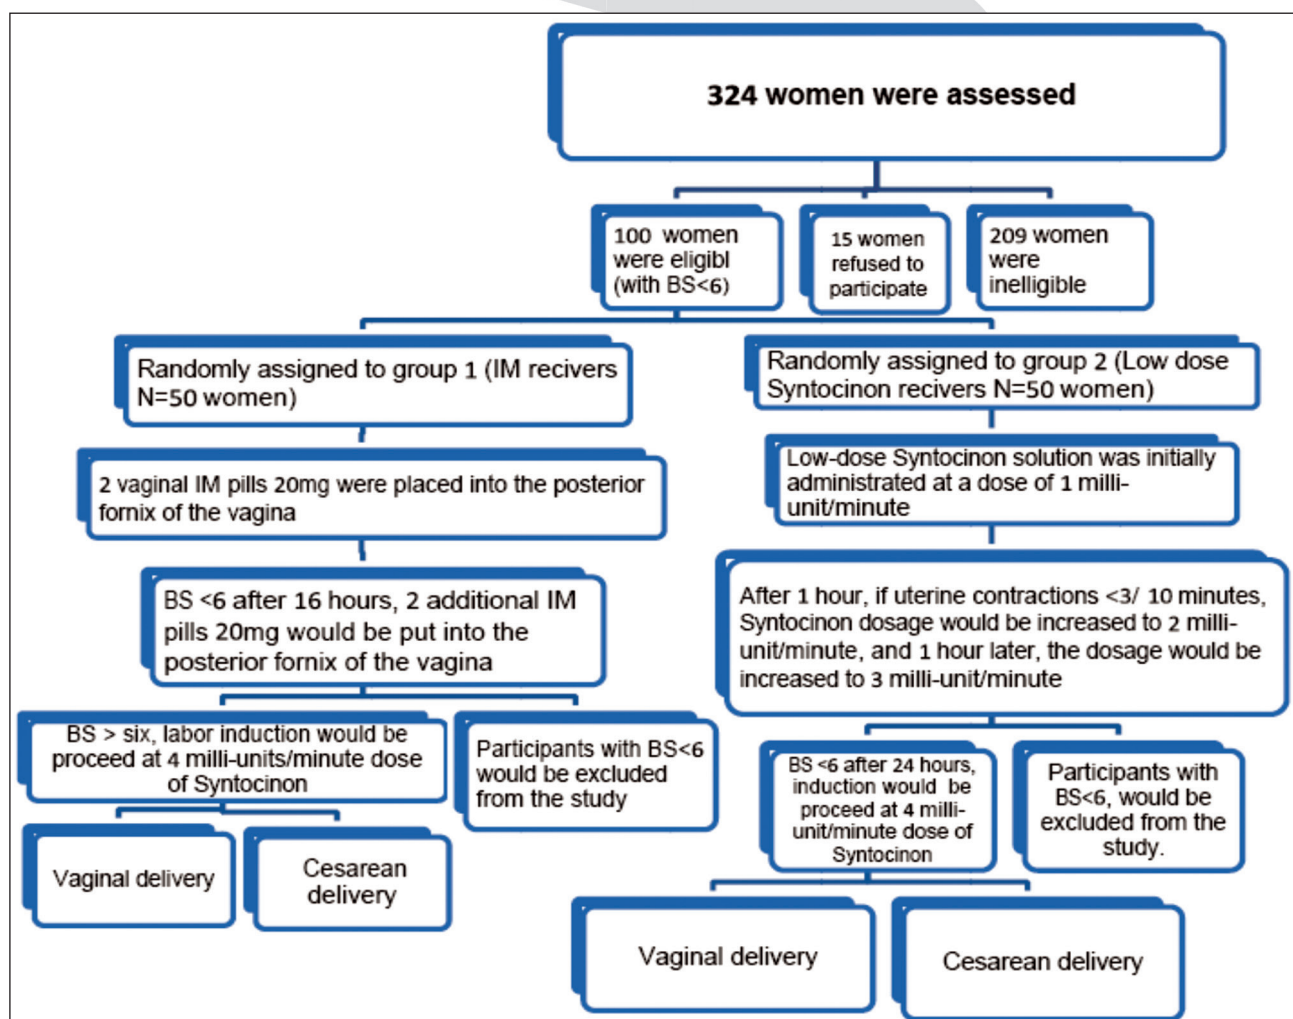 324 women were assessed
100 women
were eligibl
(with BS<6)
15 women
refused to
participate
209 women
were
inelligible
Randomly assigned to group 1 (IM recivers
N=50 women)
Randomly assigned to group 2 (Low dose
Syntocinon recivers N=50 women)
2 vaginal IM pills 20mg were placed into the posterior
fornix of the vagina
Low-dose Syntocinon solution was initially
administrated at a dose of 1 milli-
unit/minute
BS <6 after 16 hours, 2 additional IM
pills 20mg would be put into the
posterior fornix of the vagina
After 1 hour, if uterine contractions <3/ 10 minutes,
Syntocinon dosage would be increased to 2 milli-
unit/minute, and 1 hour later, the dosage would be
increased to 3 milli-unit/minute
BS > six, labor induction would be
proceed at 4 milli-units/minute dose
of Syntocinon
Participants with BS<6
would be excluded
from the study
BS <6 after 24 hours,
induction would be
proceed at 4 milli-
unit/minute dose of
Syntocinon
Participants with
BS<6, would be
excluded from the
study.
Vaginal delivery
Cesarean
delivery
Vaginal delivery
Cesarean delivery